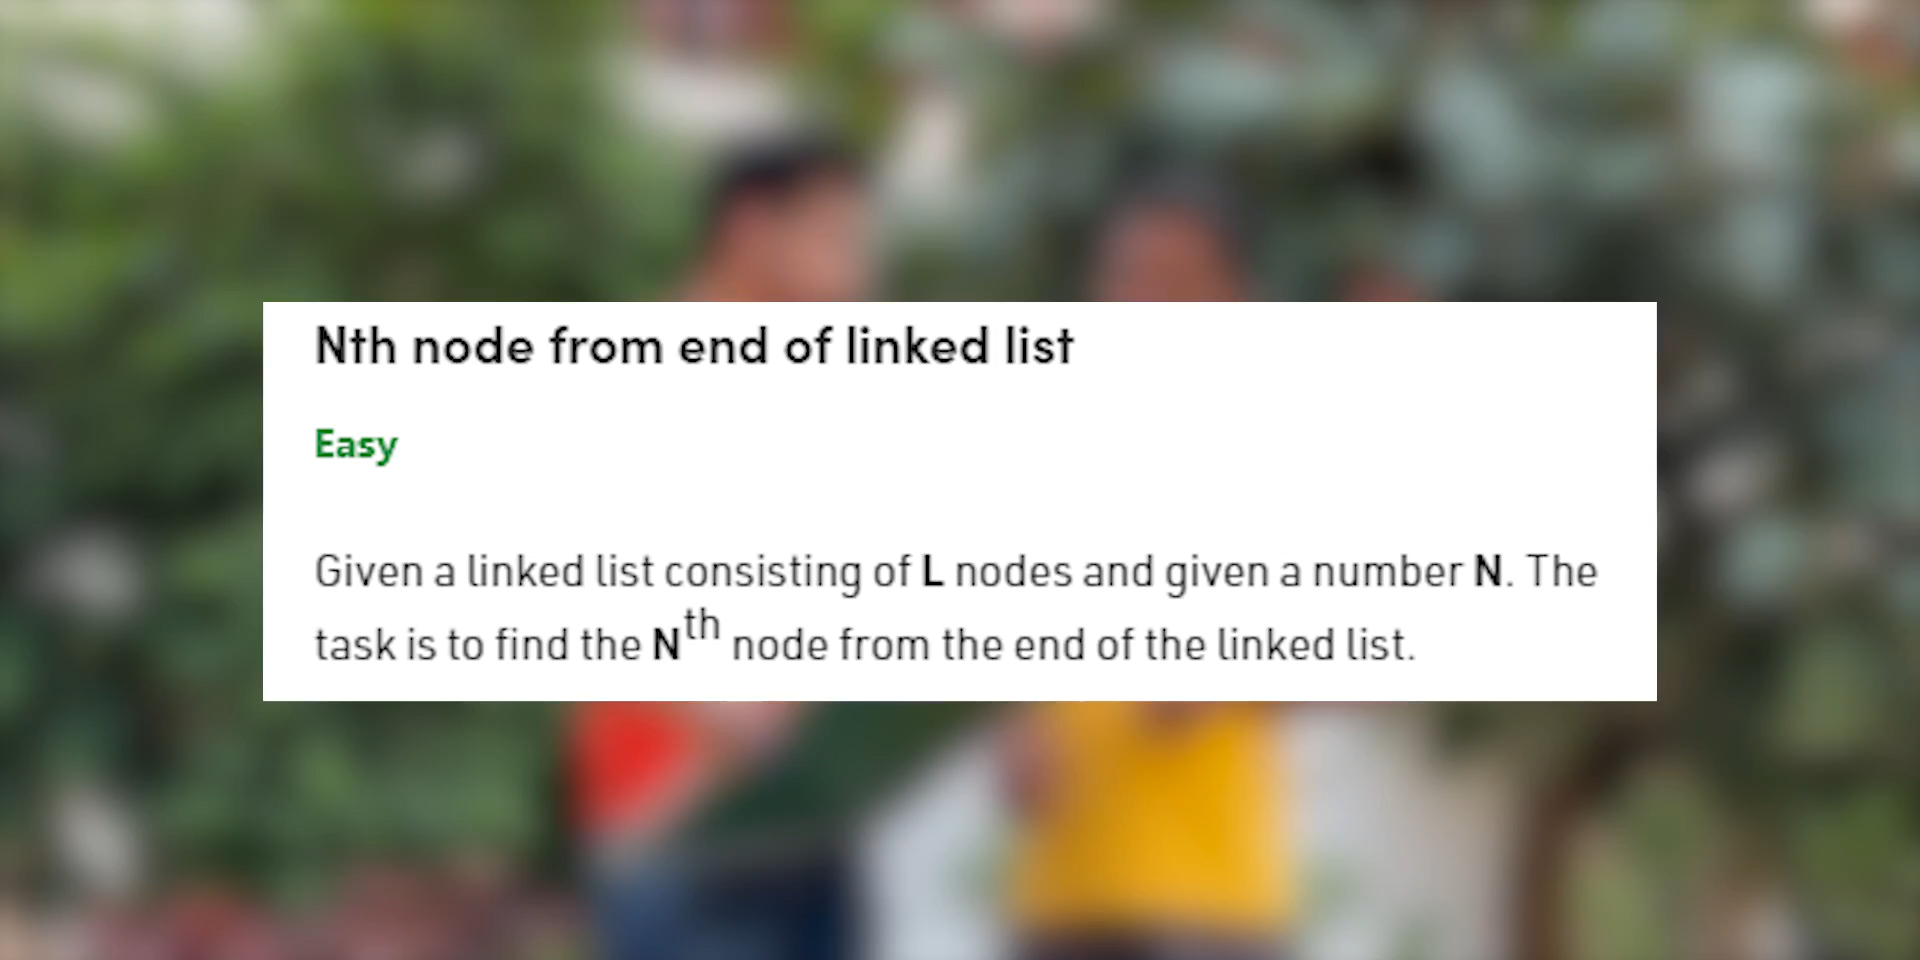 Nth node from end of linked list
Easy
Given a linked list consisting of L nodes and given a number N. The
task is to find the Nth node from the end of the linked list.